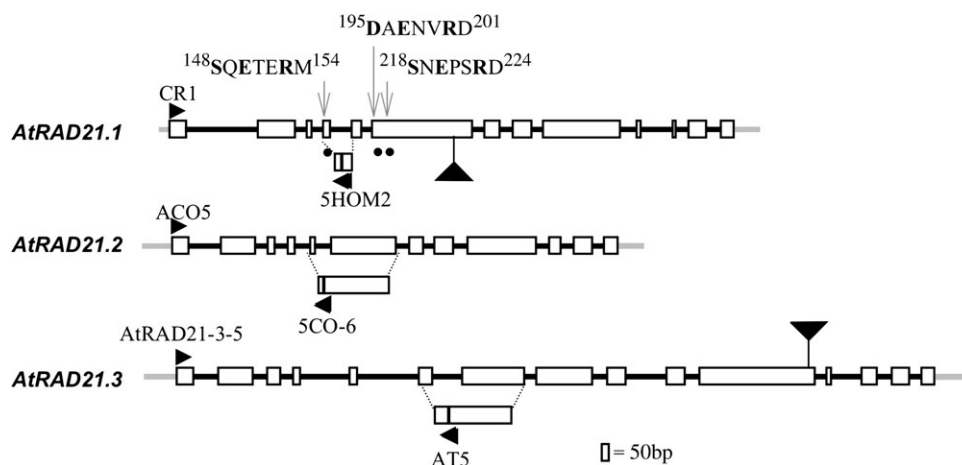 ¹⁹⁵DAENVRD²⁰¹
¹⁴⁸SQETERM¹⁵⁴ ²¹⁸SNEPSRD²²⁴
CR1
AtRAD21.1
5HOM2
ACO5
AtRAD21.2
5CO-6
AtRAD21-3-5
AtRAD21.3
AT5
= 50bp